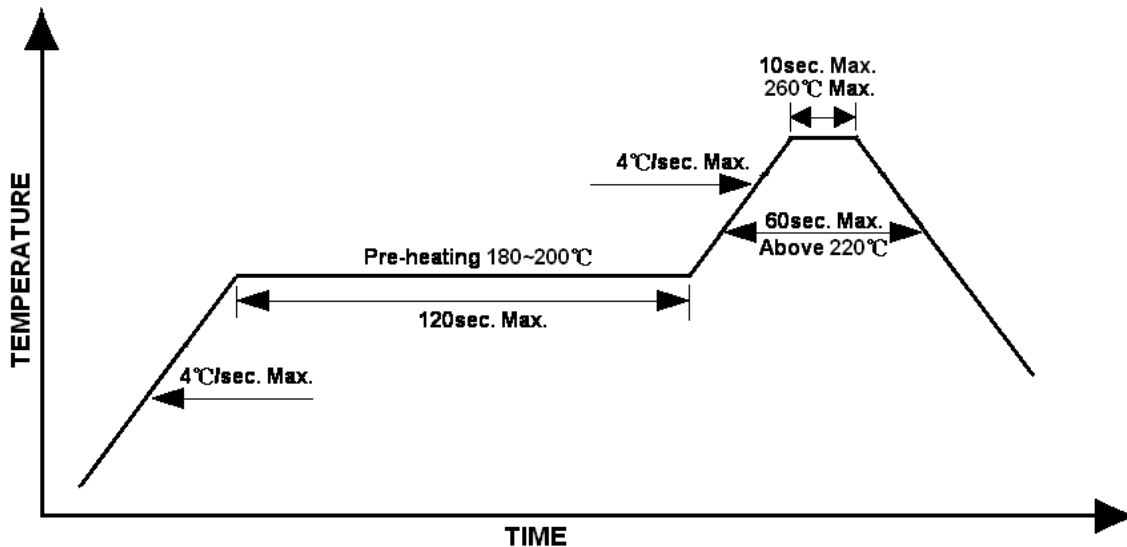 10sec. Max.
260℃ Max.
4℃/sec. Max.
60sec. Max.
Above 220℃
Pre-heating 180~200℃
120sec. Max.
4℃/sec. Max.
TEMPERATURE
TIME